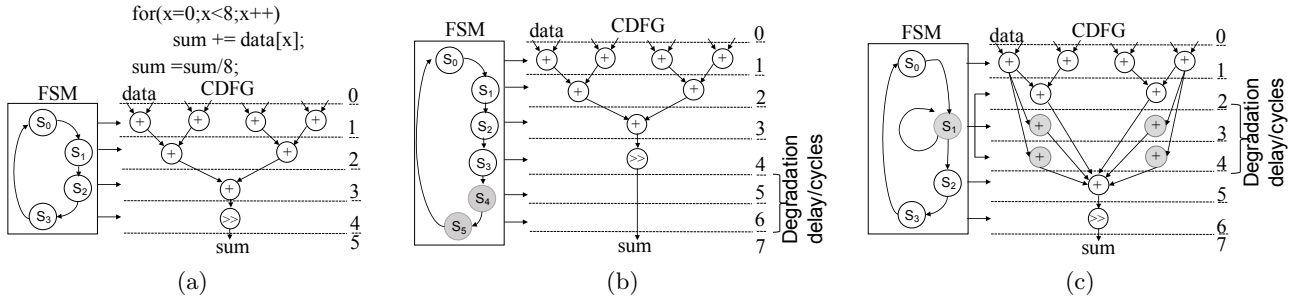 for(x=0;x<8;x++)
sum += data[x];
sum =sum/8;
FSM
data
CDFG
0
S0
+
+
+
+
1
S1
+
+
2
S2
+
3
S3
>>
4
sum
5
(a)
FSM
data
CDFG
0
S0
+
+
+
+
1
S1
+
+
2
S2
+
3
S3
>>
4
S4
5
S5
6
sum
7
Degradation
delay/cycles
(b)
FSM
data
CDFG
0
S0
+
+
+
+
1
+
+
2
S1
+
+
3
+
+
4
S2
+
5
S3
>>
6
sum
7
Degradation
delay/cycles
(c)